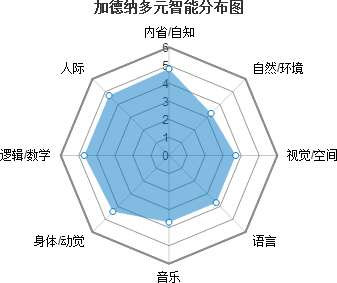 加德纳多元智能分布图
内省/自知
6
人际
自然/环境
5
4
3
2
1
逻辑/数学
0
视觉/空间
身体/动觉
语言
音乐